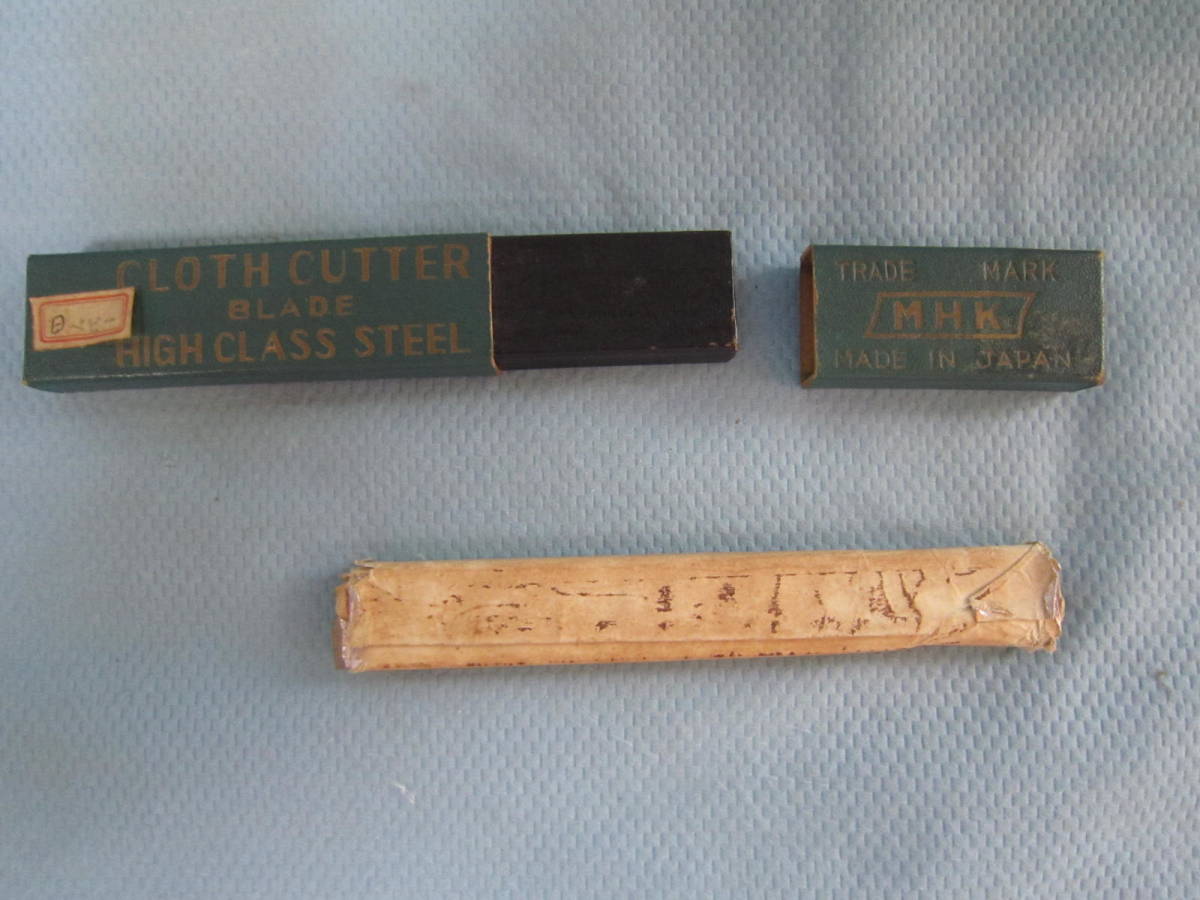 CLOTH CUTTER
BLADE
HIGH CLASS STEEL
TRADE MARK
MHK
MADE IN JAPAN